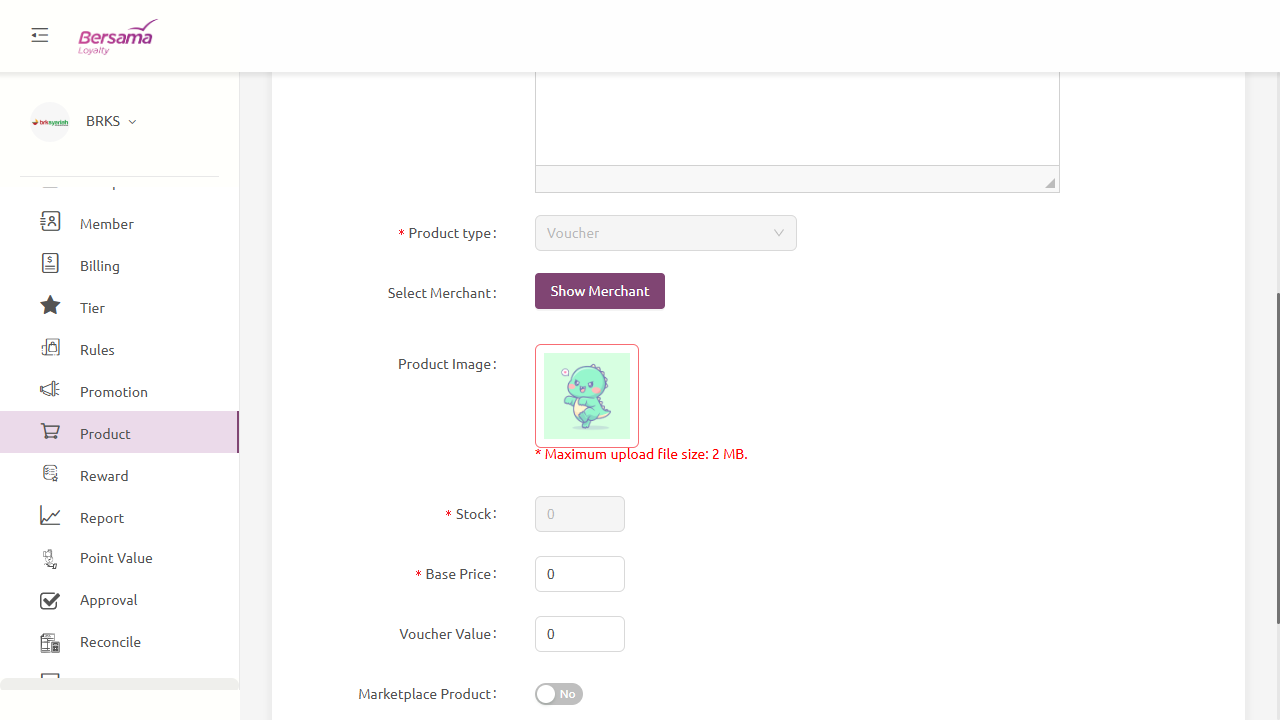 Bersama
Loyalty
brksyariah
BRKS
Member
Billing
Tier
Rules
Promotion
Product
Reward
Report
Point Value
Approval
Reconcile
* Product type:
Voucher
Select Merchant:
Show Merchant
Product Image:
* Maximum upload file size: 2 MB.
* Stock:
0
* Base Price:
0
Voucher Value:
0
Marketplace Product:
No